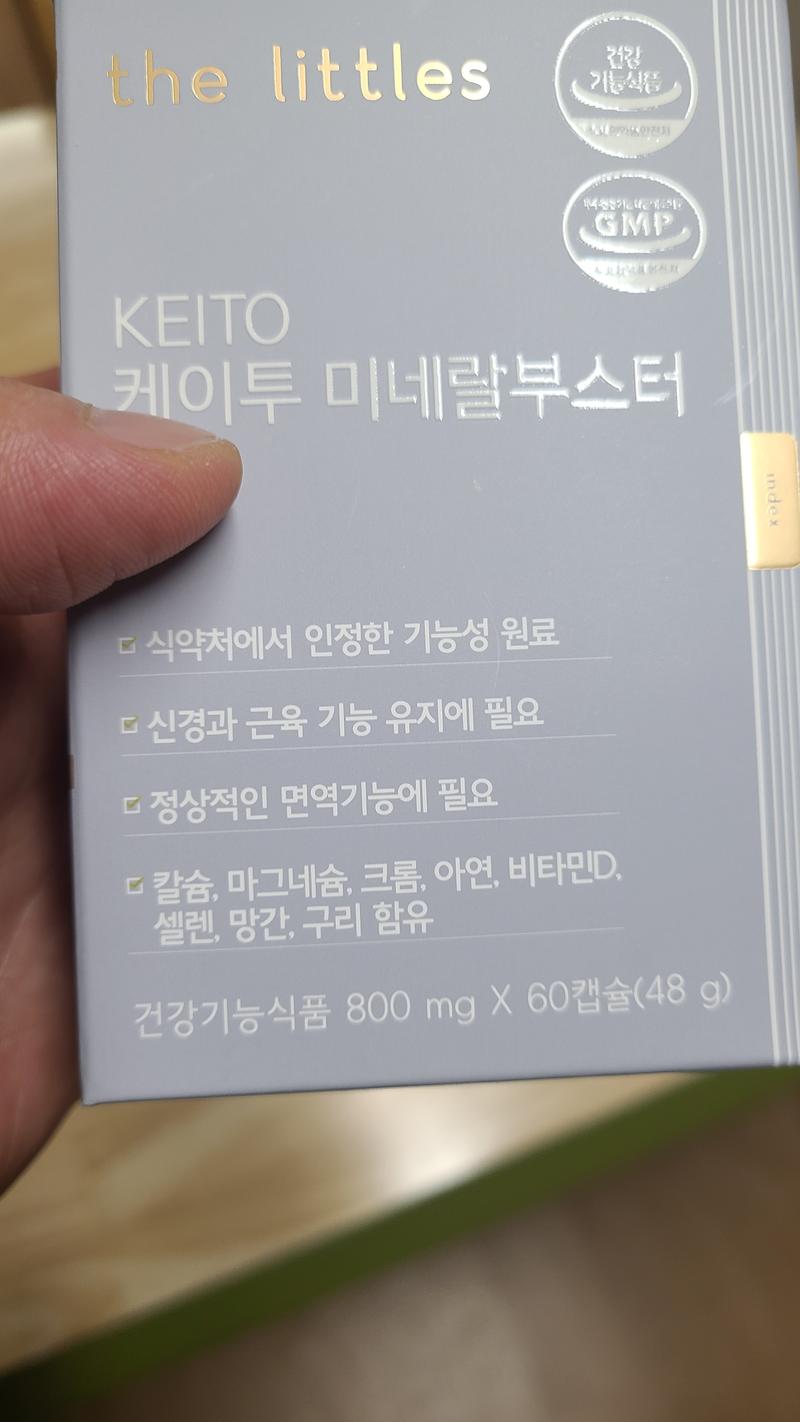 the littles
건강
기능식품
GMP
KEITO
케이투 미네랄부스터
index
식약처에서 인정한 기능성 원료
신경과 근육 기능 유지에 필요
정상적인 면역기능에 필요
칼슘, 마그네슘, 크롬, 아연, 비타민D,
셀렌, 망간, 구리 함유
건강기능식품 800 mg X 60캡슐(48 g)